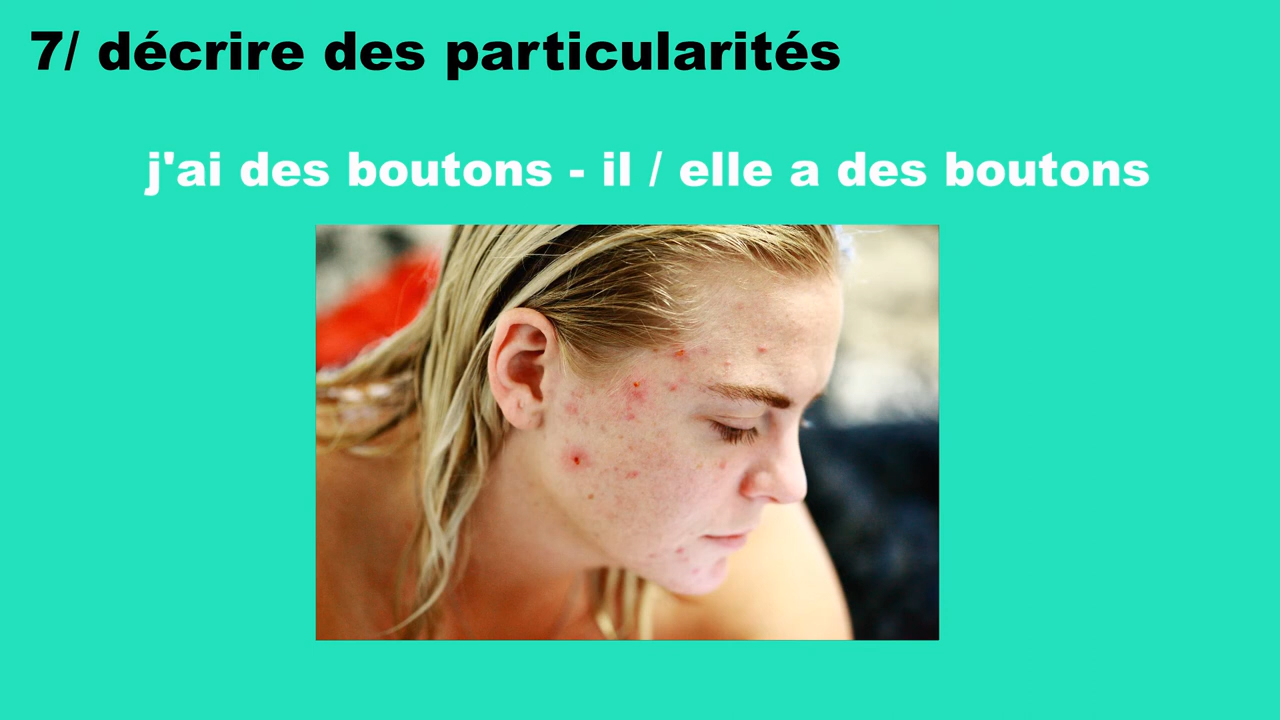 7/ décrire des particularités
j'ai des boutons - il / elle a des boutons